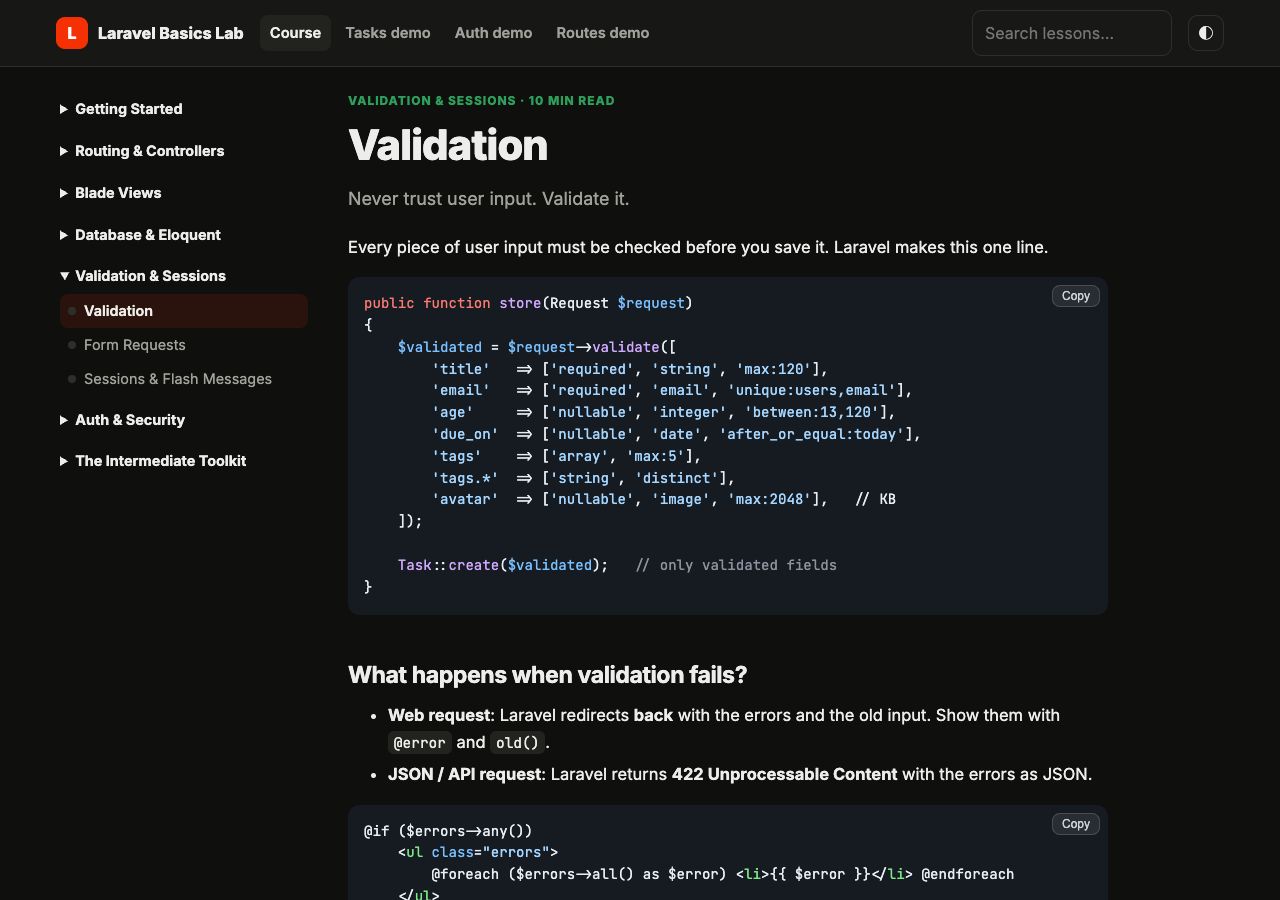 L Laravel Basics Lab Course Tasks demo Auth demo Routes demo Search lessons...
Getting Started
Routing & Controllers
Blade Views
Database & Eloquent
Validation & Sessions
Validation
Form Requests
Sessions & Flash Messages
Auth & Security
The Intermediate Toolkit
VALIDATION & SESSIONS · 10 MIN READ
Validation
Never trust user input. Validate it.
Every piece of user input must be checked before you save it. Laravel makes this one line.
Copy
public function store(Request $request)
{
    $validated = $request->validate([
        'title'   => ['required', 'string', 'max:120'],
        'email'   => ['required', 'email', 'unique:users,email'],
        'age'     => ['nullable', 'integer', 'between:13,120'],
        'due_on'  => ['nullable', 'date', 'after_or_equal:today'],
        'tags'    => ['array', 'max:5'],
        'tags.*'  => ['string', 'distinct'],
        'avatar'  => ['nullable', 'image', 'max:2048'],   // KB
    ]);
    Task::create($validated);   // only validated fields
}
What happens when validation fails?
• Web request: Laravel redirects back with the errors and the old input. Show them with
@error and old().
• JSON / API request: Laravel returns 422 Unprocessable Content with the errors as JSON.
Copy
@if ($errors->any())
    <ul class="errors">
        @foreach ($errors->all() as $error) <li>{{ $error }}</li> @endforeach
    </ul>